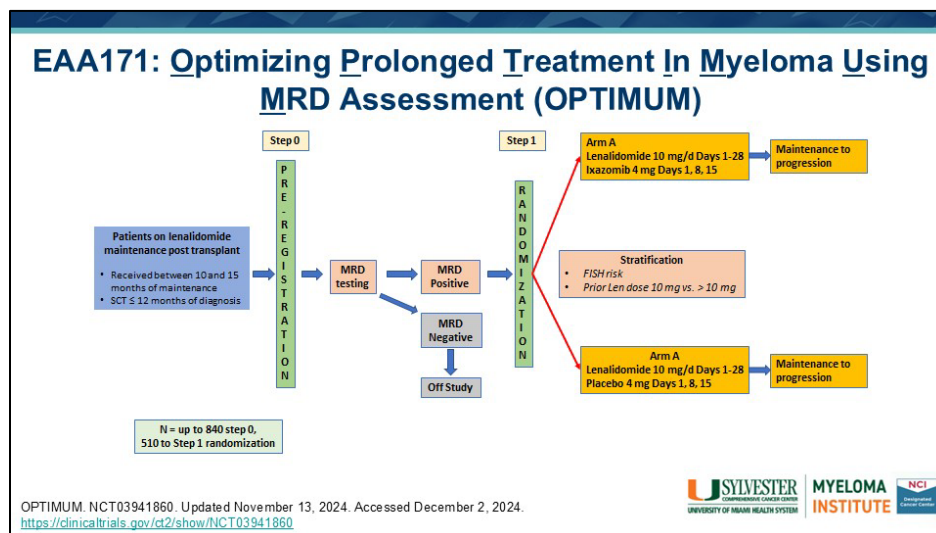 EAA171: Optimizing Prolonged Treatment In Myeloma Using
MRD Assessment (OPTIMUM)
Step 0
Step 1
PRE-REGISTRATION
RANDOMIZATION
Patients on lenalidomide
maintenance post transplant
• Received between 10 and 15
months of maintenance
• SCT ≤ 12 months of diagnosis
MRD
testing
MRD
Positive
MRD
Negative
Off Study
Arm A
Lenalidomide 10 mg/d Days 1-28
Ixazomib 4 mg Days 1, 8, 15
Maintenance to
progression
Stratification
• FISH risk
• Prior Len dose 10 mg vs. > 10 mg
Arm A
Lenalidomide 10 mg/d Days 1-28
Placebo 4 mg Days 1, 8, 15
Maintenance to
progression
N = up to 840 step 0,
510 to Step 1 randomization
OPTIMUM. NCT03941860. Updated November 13, 2024. Accessed December 2, 2024.
https://clinicaltrials.gov/ct2/show/NCT03941860
SYLVESTER
COMPREHENSIVE CANCER CENTER
UNIVERSITY OF MIAMI HEALTH SYSTEM
MYELOMA
INSTITUTE
NCI
Designated
Cancer Center